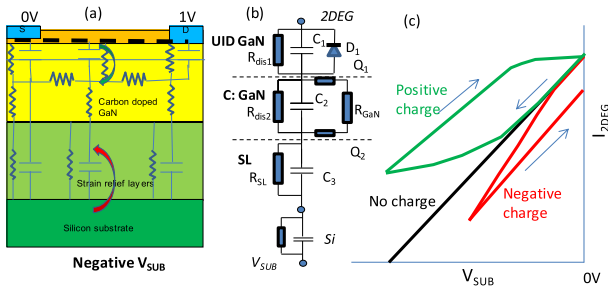 (a)
0V
1V
S
D
Carbon doped
GaN
Strain relief layers
Silicon substrate
Negative VSUB
(b)
2DEG
UID GaN
Rdis1
C1
D1
Q1
C: GaN
Rdis2
C2
RGaN
Q2
SL
RSL
C3
Si
VSUB
(c)
Positive
charge
No charge
Negative
charge
I2DEG
VSUB
0V